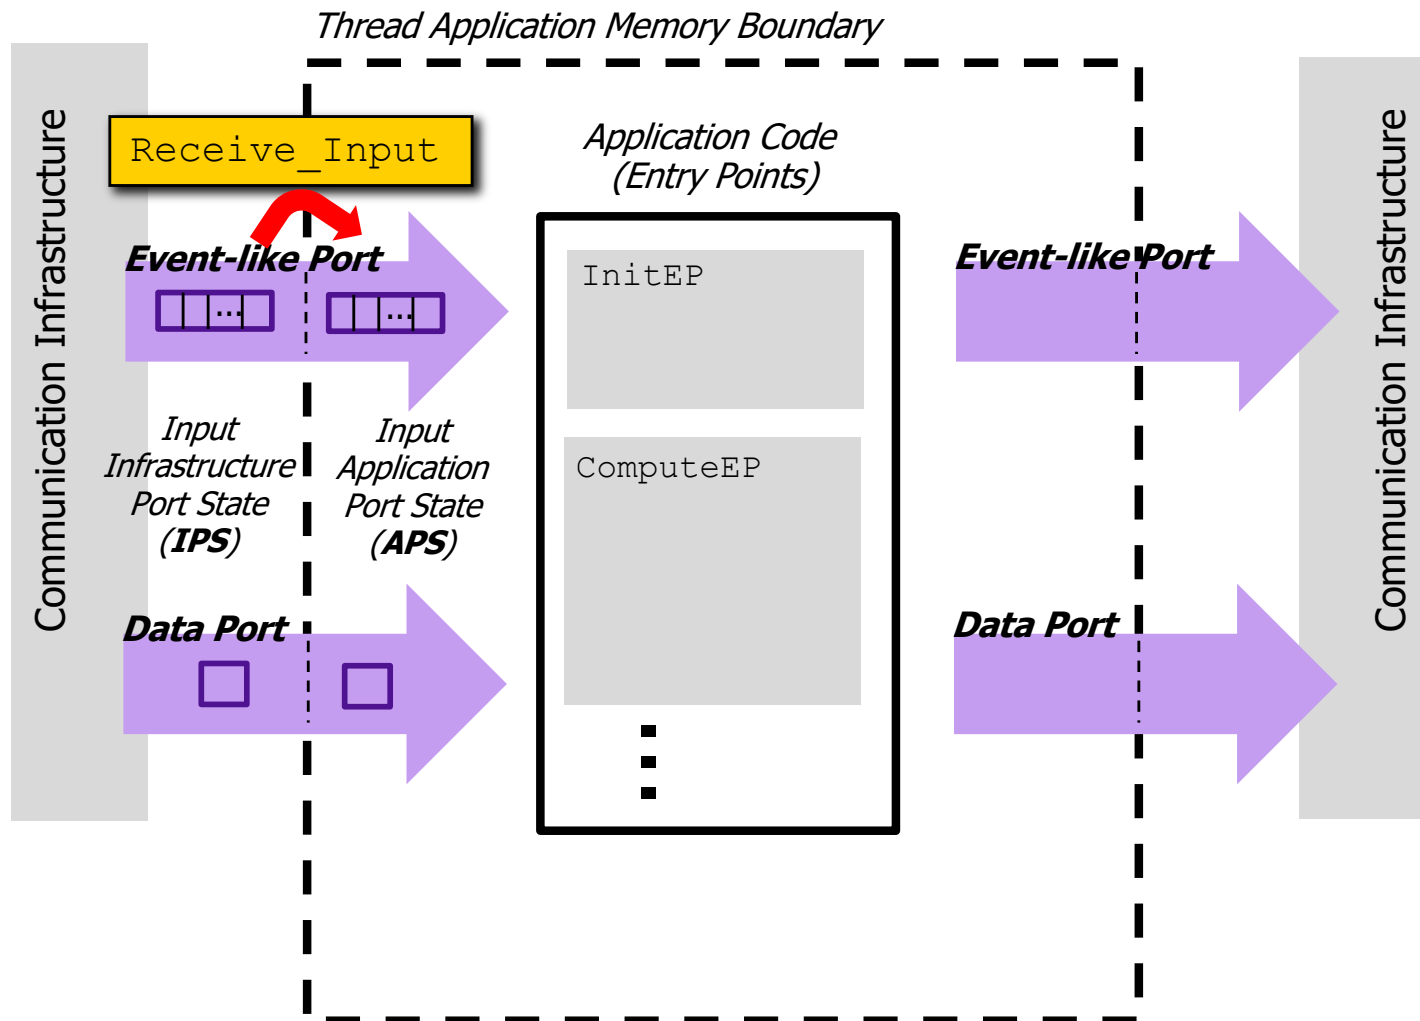 Thread Application Memory Boundary
Communication Infrastructure
Receive_Input
Event-like Port
...
...
Input
Infrastructure
Port State
(IPS)
Input
Application
Port State
(APS)
Data Port
Application Code
(Entry Points)
InitEP
ComputeEP
Event-like Port
Data Port
Communication Infrastructure